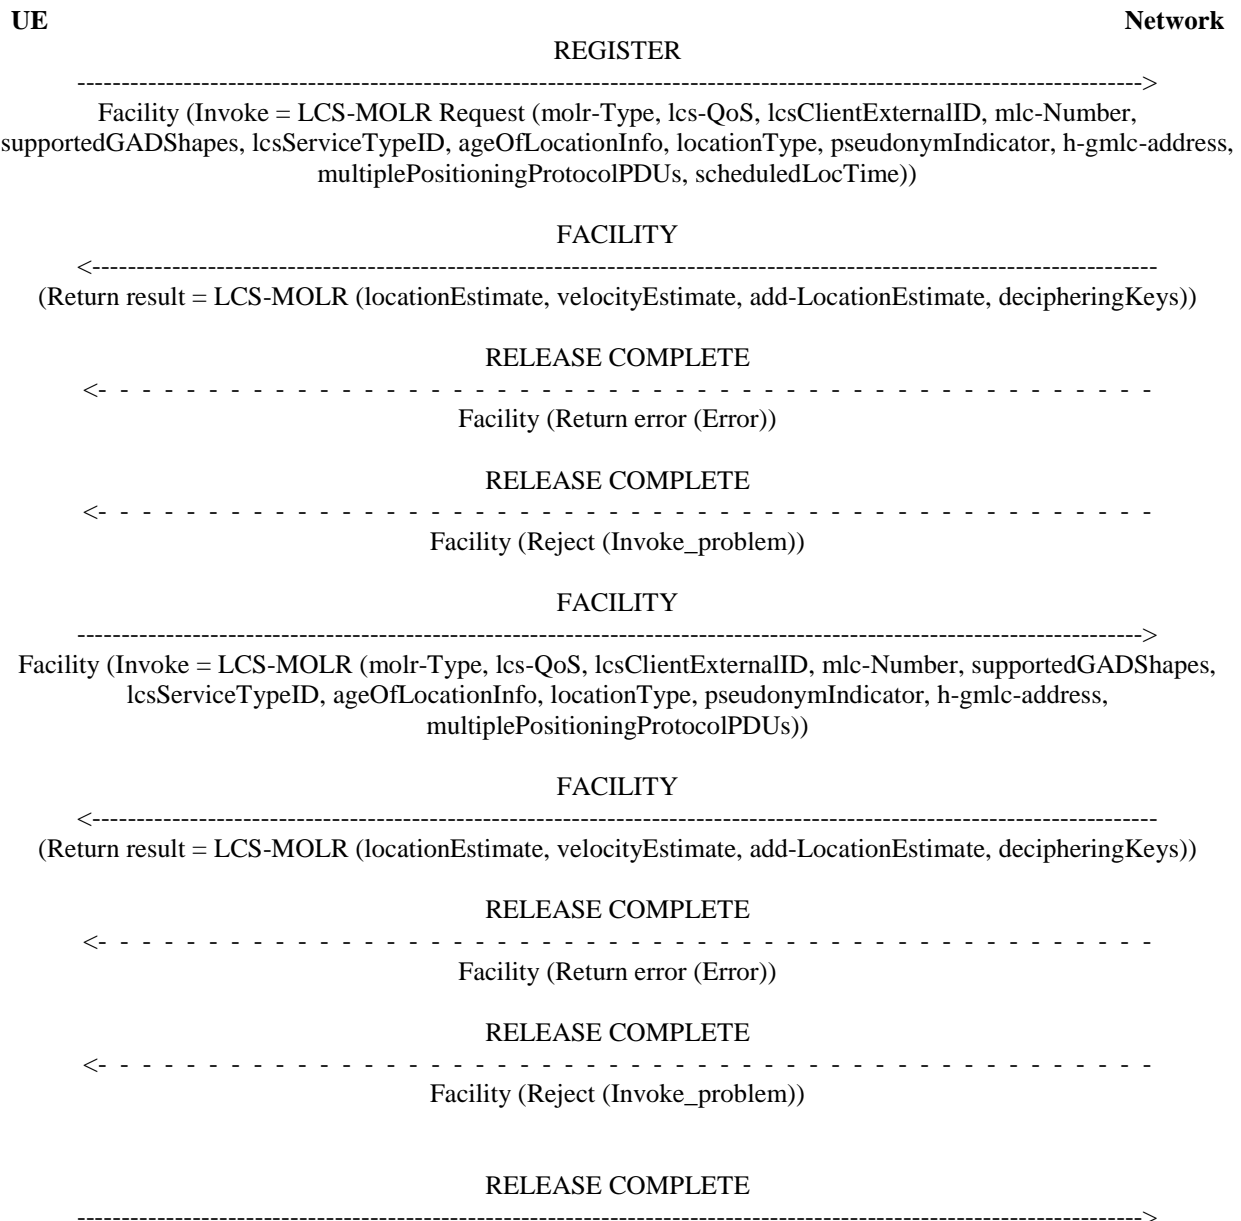 UE Network
REGISTER
------------------------------------------------------------------------------------------------------------------------>
Facility (Invoke = LCS-MOLR Request (molr-Type, lcs-QoS, lcsClientExternalID, mlc-Number,
supportedGADShapes, lcsServiceTypeID, ageOfLocationInfo, locationType, pseudonymIndicator, h-gmlc-address,
multiplePositioningProtocolPDUs, scheduledLocTime))
FACILITY
<------------------------------------------------------------------------------------------------------------------------
(Return result = LCS-MOLR (locationEstimate, velocityEstimate, add-LocationEstimate, decipheringKeys))
RELEASE COMPLETE
<- - - - - - - - - - - - - - - - - - - - - - - - - - - - - - - - - - - - - - - - - - - - - - - - -
Facility (Return error (Error))
RELEASE COMPLETE
<- - - - - - - - - - - - - - - - - - - - - - - - - - - - - - - - - - - - - - - - - - - - - - - - -
Facility (Reject (Invoke_problem))
FACILITY
------------------------------------------------------------------------------------------------------------------------>
Facility (Invoke = LCS-MOLR (molr-Type, lcs-QoS, lcsClientExternalID, mlc-Number, supportedGADShapes,
lcsServiceTypeID, ageOfLocationInfo, locationType, pseudonymIndicator, h-gmlc-address,
multiplePositioningProtocolPDUs))
FACILITY
<------------------------------------------------------------------------------------------------------------------------
(Return result = LCS-MOLR (locationEstimate, velocityEstimate, add-LocationEstimate, decipheringKeys))
RELEASE COMPLETE
<- - - - - - - - - - - - - - - - - - - - - - - - - - - - - - - - - - - - - - - - - - - - - - - - -
Facility (Return error (Error))
RELEASE COMPLETE
<- - - - - - - - - - - - - - - - - - - - - - - - - - - - - - - - - - - - - - - - - - - - - - - - -
Facility (Reject (Invoke_problem))
RELEASE COMPLETE
------------------------------------------------------------------------------------------------------------------------>